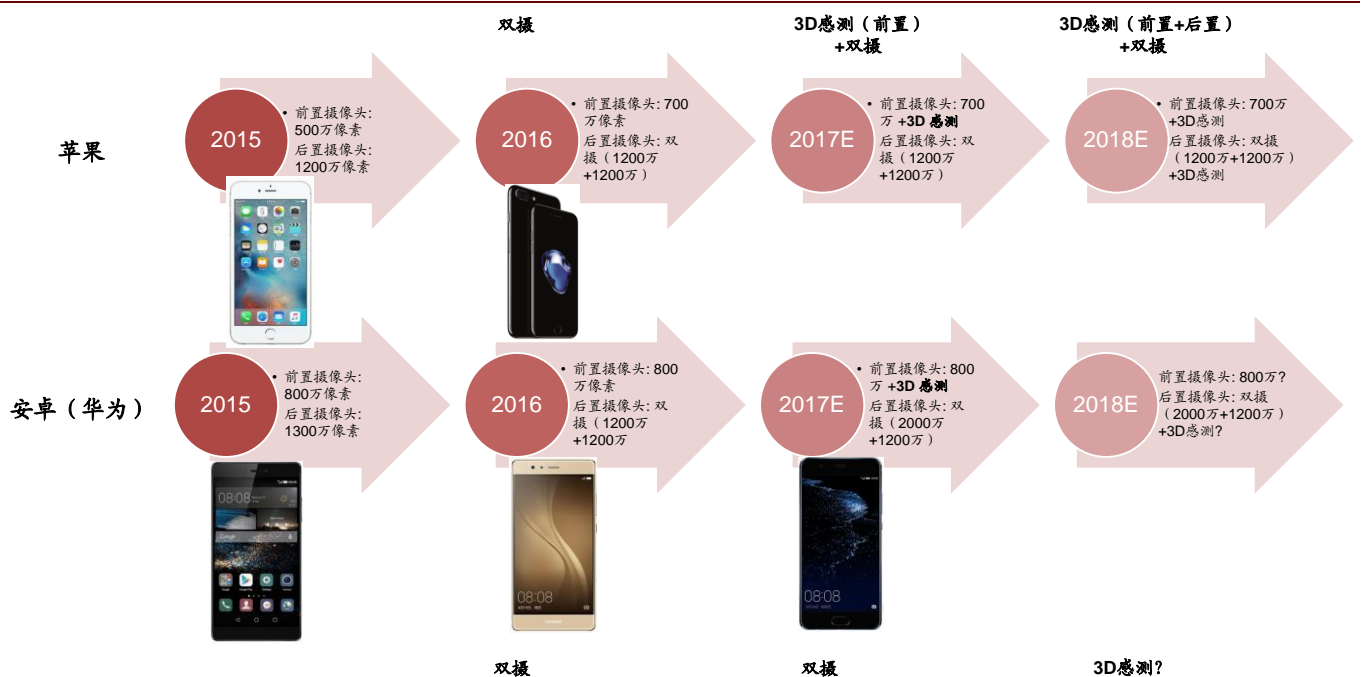 双摄
3D感测（前置）
+双摄
3D感测（前置+后置）
+双摄
苹果
2015
• 前置摄像头:
500万像素
后置摄像头:
1200万像素
2016
• 前置摄像头: 700
万像素
后置摄像头: 双
摄（1200万
+1200万）
2017E
• 前置摄像头: 700
万 +3D 感测
后置摄像头: 双
摄（1200万
+1200万）
2018E
• 前置摄像头: 700万
+3D感测
后置摄像头: 双摄
（1200万+1200万）
+3D感测
安卓（华为）
2015
• 前置摄像头:
800万像素
后置摄像头:
1300万像素
2016
• 前置摄像头: 800
万像素
后置摄像头: 双
摄（1200万
+1200万）
2017E
• 前置摄像头: 800
万 +3D 感测
后置摄像头: 双
摄（2000万
+1200万）
2018E
前置摄像头: 800万?
后置摄像头: 双摄
（2000万+1200万）
+3D感测?
08:08
Google
08:08
HUAWEI
08:08
双摄
双摄
3D感测?